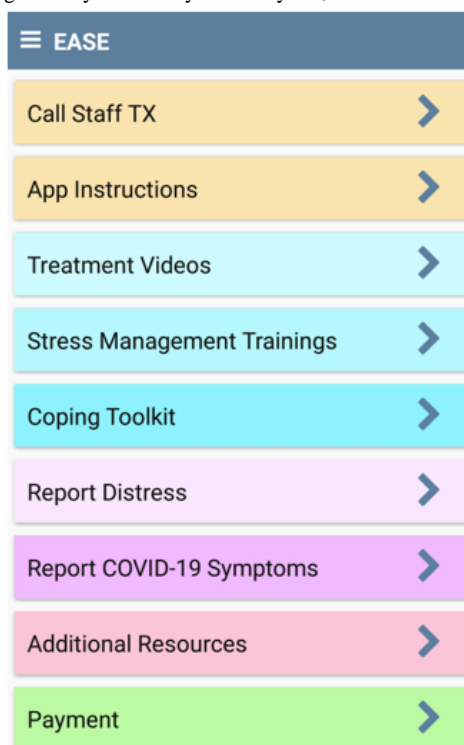 EASE
Call Staff TX
App Instructions
Treatment Videos
Stress Management Trainings
Coping Toolkit
Report Distress
Report COVID-19 Symptoms
Additional Resources
Payment